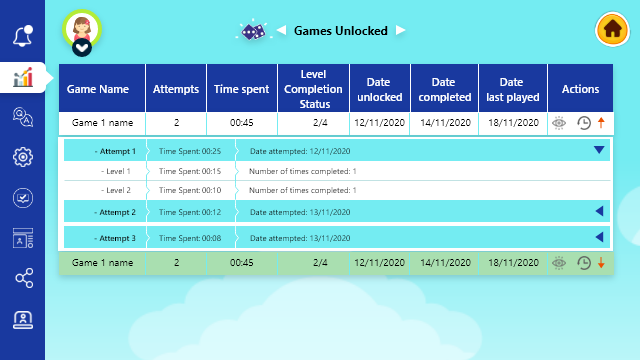 Games Unlocked
Game Name Attempts Time spent Level Completion Status Date unlocked Date completed Date last played Actions
Game 1 name 2 00:45 2/4 12/11/2020 14/11/2020 18/11/2020
- Attempt 1 Time Spent: 00:25 Date attempted: 12/11/2020
- Level 1 Time Spent: 00:15 Number of times completed: 1
- Level 2 Time Spent: 00:10 Number of times completed: 1
- Attempt 2 Time Spent: 00:12 Date attempted: 13/11/2020
- Attempt 3 Time Spent: 00:08 Date attempted: 13/11/2020
Game 1 name 2 00:45 2/4 12/11/2020 14/11/2020 18/11/2020